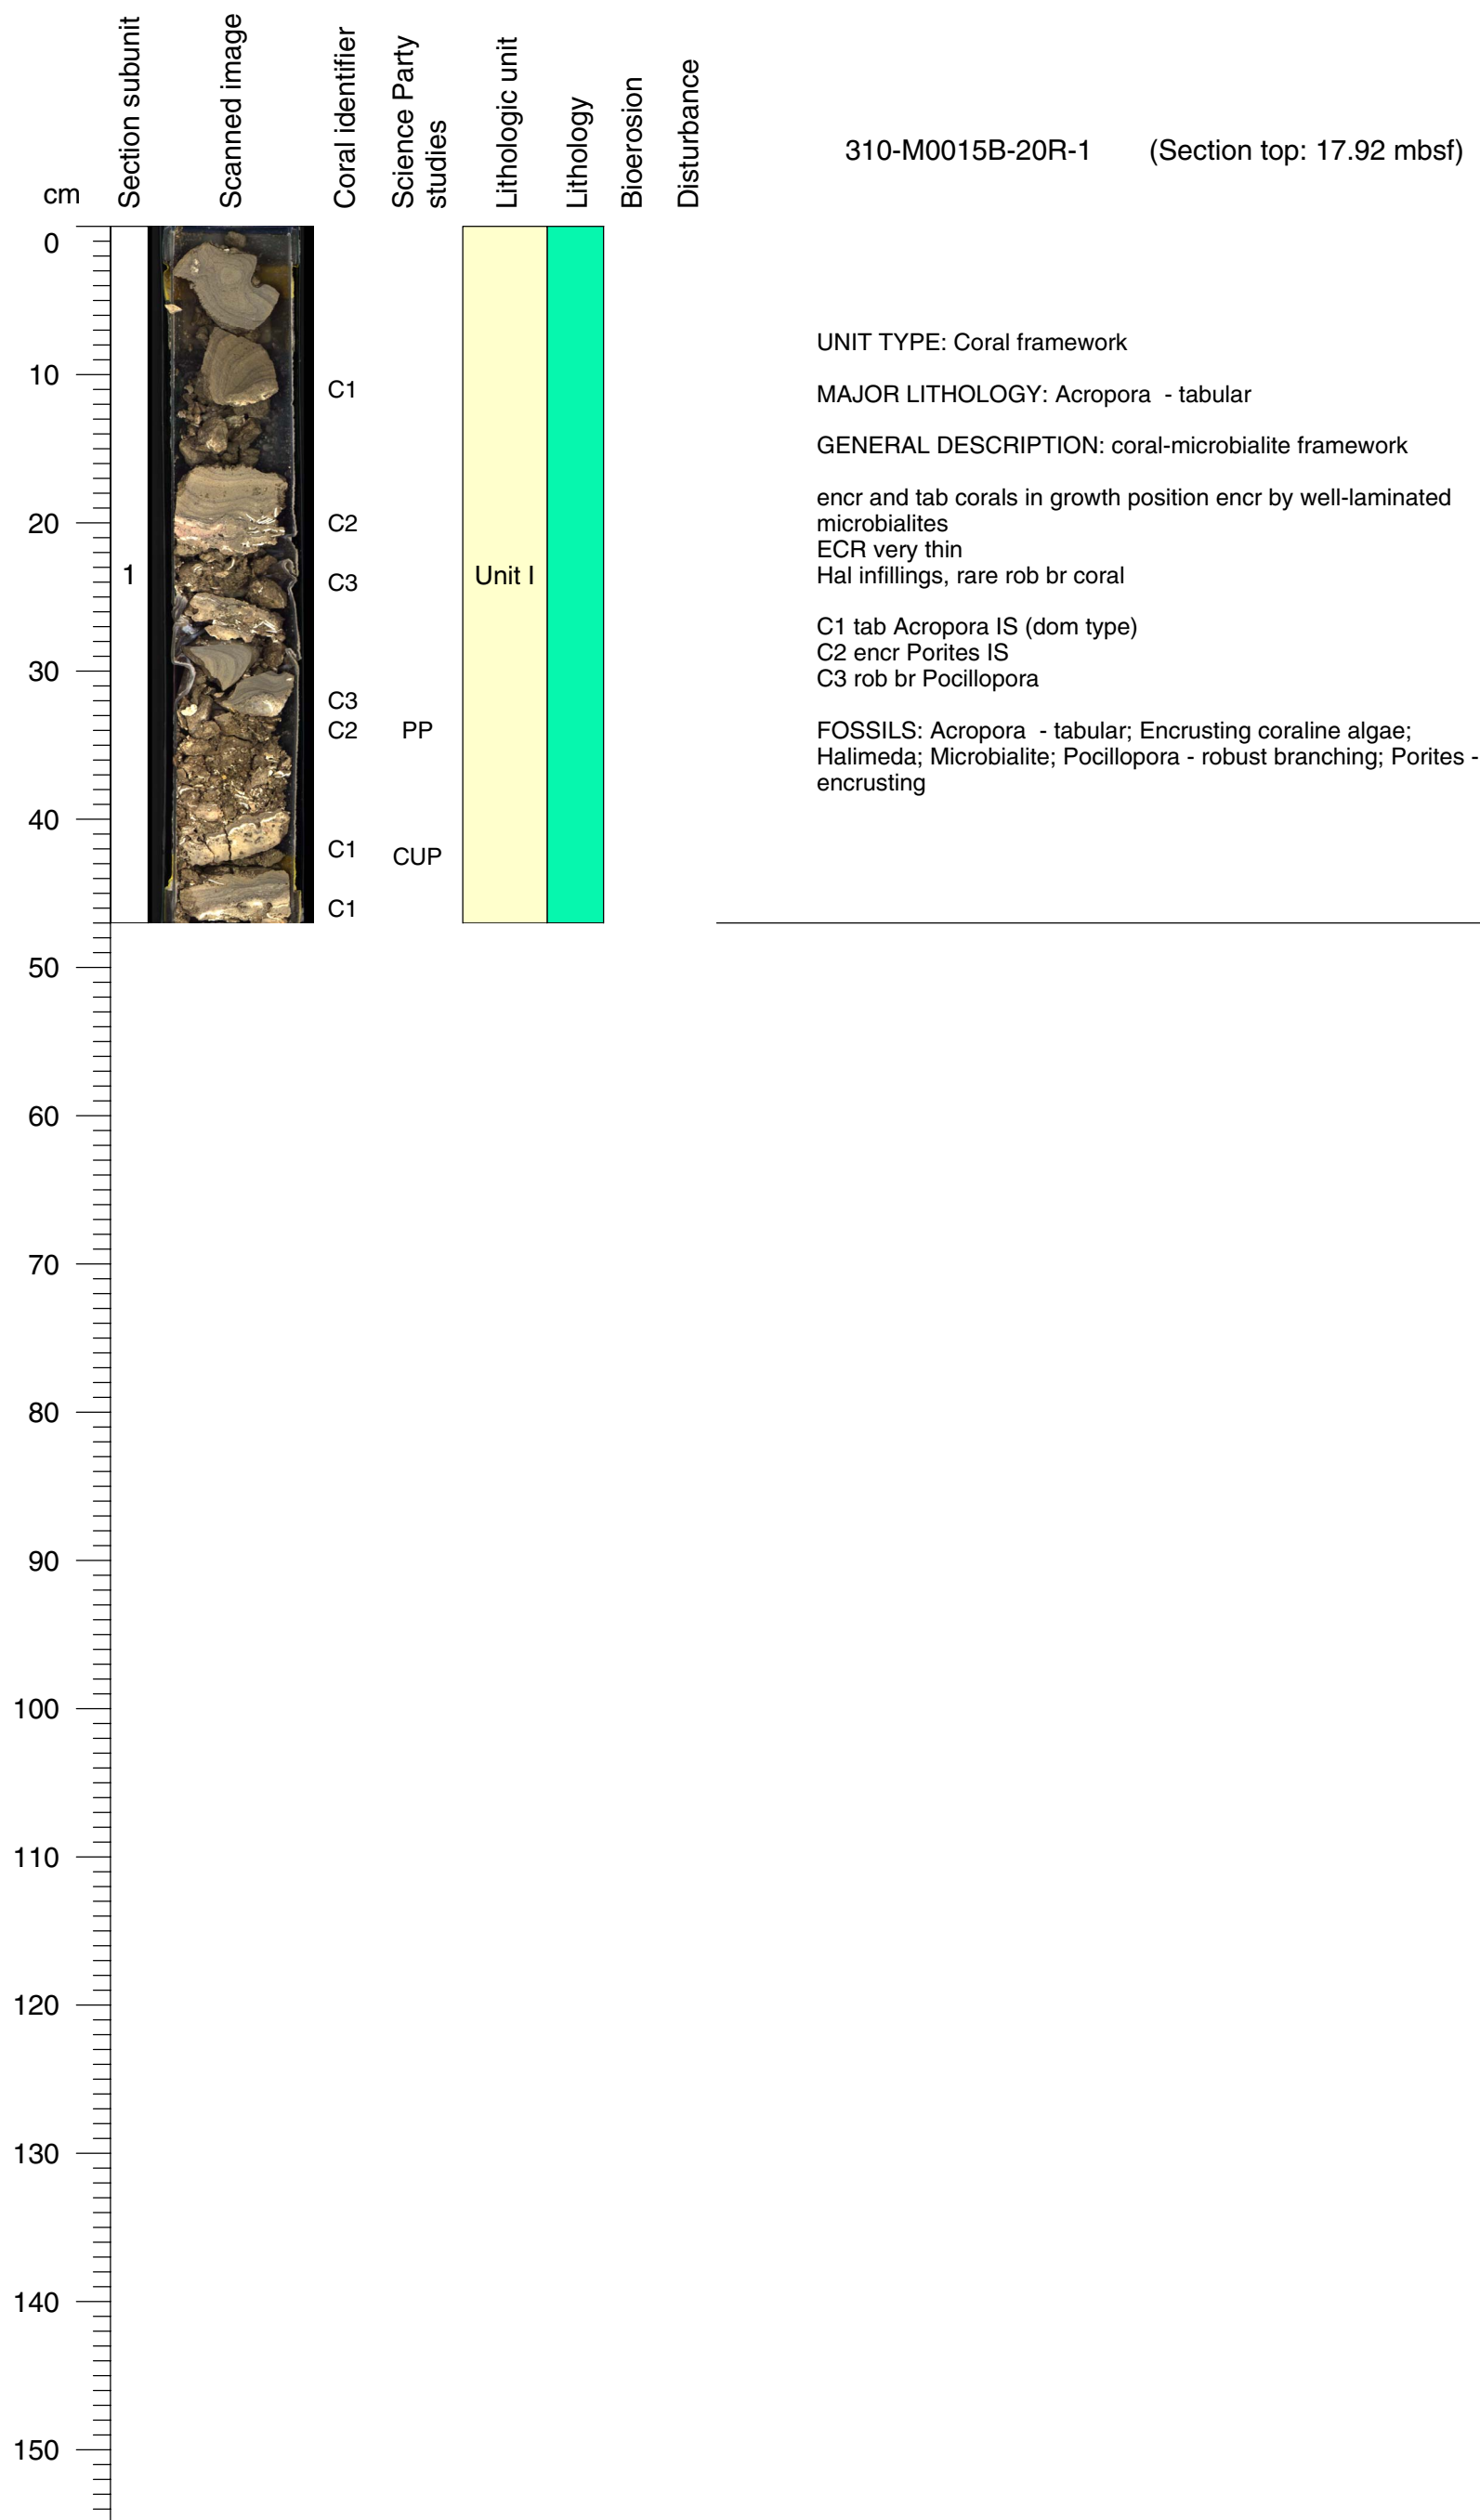 Section subunit
Scanned image
Coral identifier
Science Party
studies
Lithologic unit
Lithology
Bioerosion
Disturbance
310-M0015B-20R-1 (Section top: 17.92 mbsf)
cm
0
10
20
30
40
50
60
70
80
90
100
110
120
130
140
150
1
C1
C2
C3
C3
C2
C1
C1
PP
CUP
Unit I
UNIT TYPE: Coral framework
MAJOR LITHOLOGY: Acropora - tabular
GENERAL DESCRIPTION: coral-microbialite framework
encr and tab corals in growth position encr by well-laminated
microbialites
ECR very thin
Hal infillings, rare rob br coral
C1 tab Acropora IS (dom type)
C2 encr Porites IS
C3 rob br Pocillopora
FOSSILS: Acropora - tabular; Encrusting coraline algae;
Halimeda; Microbialite; Pocillopora - robust branching; Porites -
encrusting